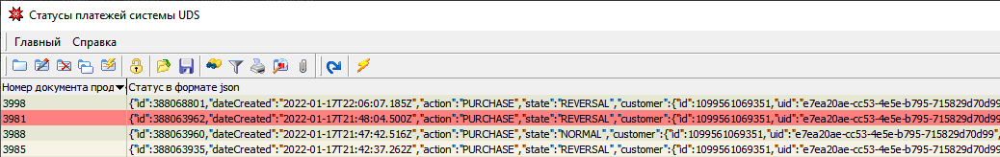 Статусы платежей системы UDS
Главный Справка
Номер документа прод Статус в формате json
3998 {"id":388068801,"dateCreated":"2022-01-17T22:06:07.185Z","action":"PURCHASE","state":"REVERSAL","customer":{"id":1099561069351,"uid":"e7ea20ae-cc53-4e5e-b795-715829d70d99
3981 {"id":388063962,"dateCreated":"2022-01-17T21:48:04.500Z","action":"PURCHASE","state":"REVERSAL","customer":{"id":1099561069351,"uid":"e7ea20ae-cc53-4e5e-b795-715829d70d99
3988 {"id":388063960,"dateCreated":"2022-01-17T21:47:42.516Z","action":"PURCHASE","state":"NORMAL","customer":{"id":1099561069351,"uid":"e7ea20ae-cc53-4e5e-b795-715829d70d99",
3985 {"id":388063935,"dateCreated":"2022-01-17T21:42:37.262Z","action":"PURCHASE","state":"REVERSAL","customer":{"id":1099561069351,"uid":"e7ea20ae-cc53-4e5e-b795-715829d70d99